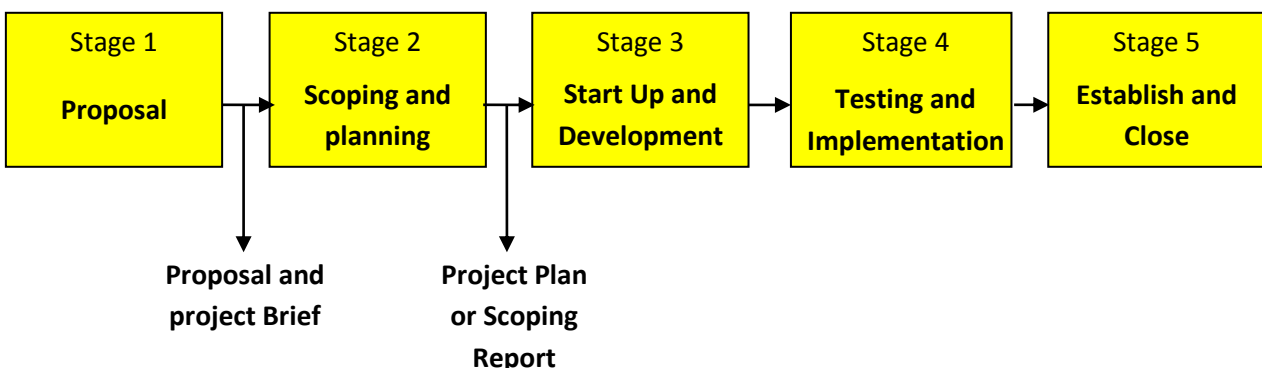 Stage 1
Proposal
Stage 2
Scoping and
planning
Stage 3
Start Up and
Development
Stage 4
Testing and
Implementation
Stage 5
Establish and
Close
Proposal and
project Brief
Project Plan
or Scoping
Report